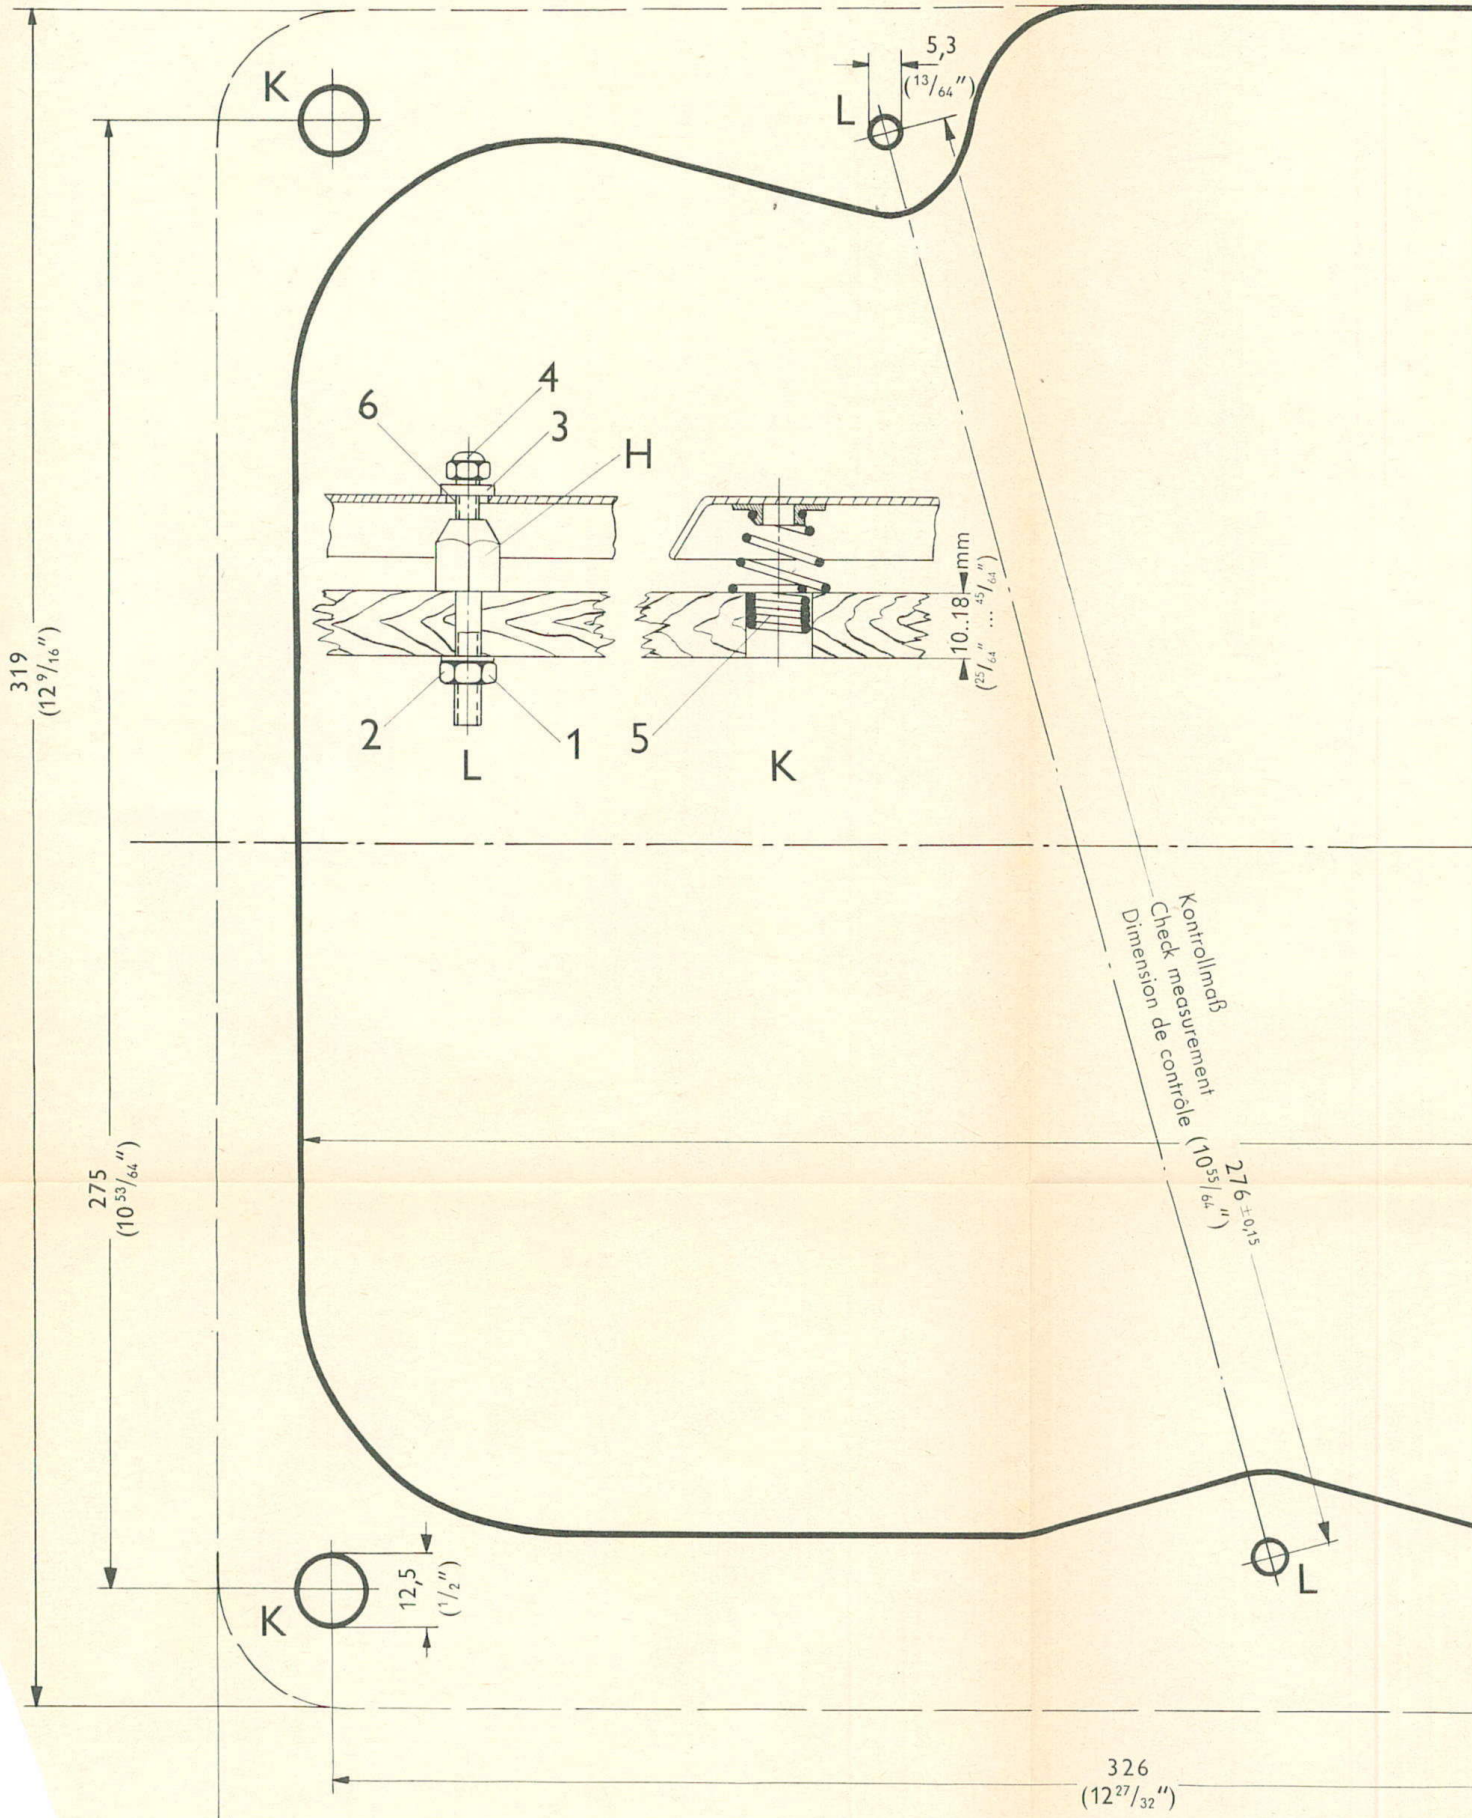 5,3
(13/64")
K
L
4
6
3
H
10..18 mm
(25/64" ... 45/64")
319
(12 9/16")
2
1
5
L
K
Kontrollmaß
Check measurement
Dimension de contrôle
276 ±0,15
(10 55/64")
275
(10 53/64")
12,5
(1/2")
K
L
326
(12 27/32")